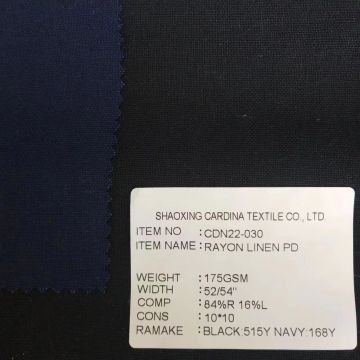 SHAOXING CARDINA TEXTILE CO., LTD.
ITEM NO : CDN22-030
ITEM NAME : RAYON LINEN PD
WEIGHT : 175GSM
WIDTH : 52/54"
COMP : 84%R 16%L
CONS : 10*10
RAMAKE : BLACK:515Y NAVY:168Y